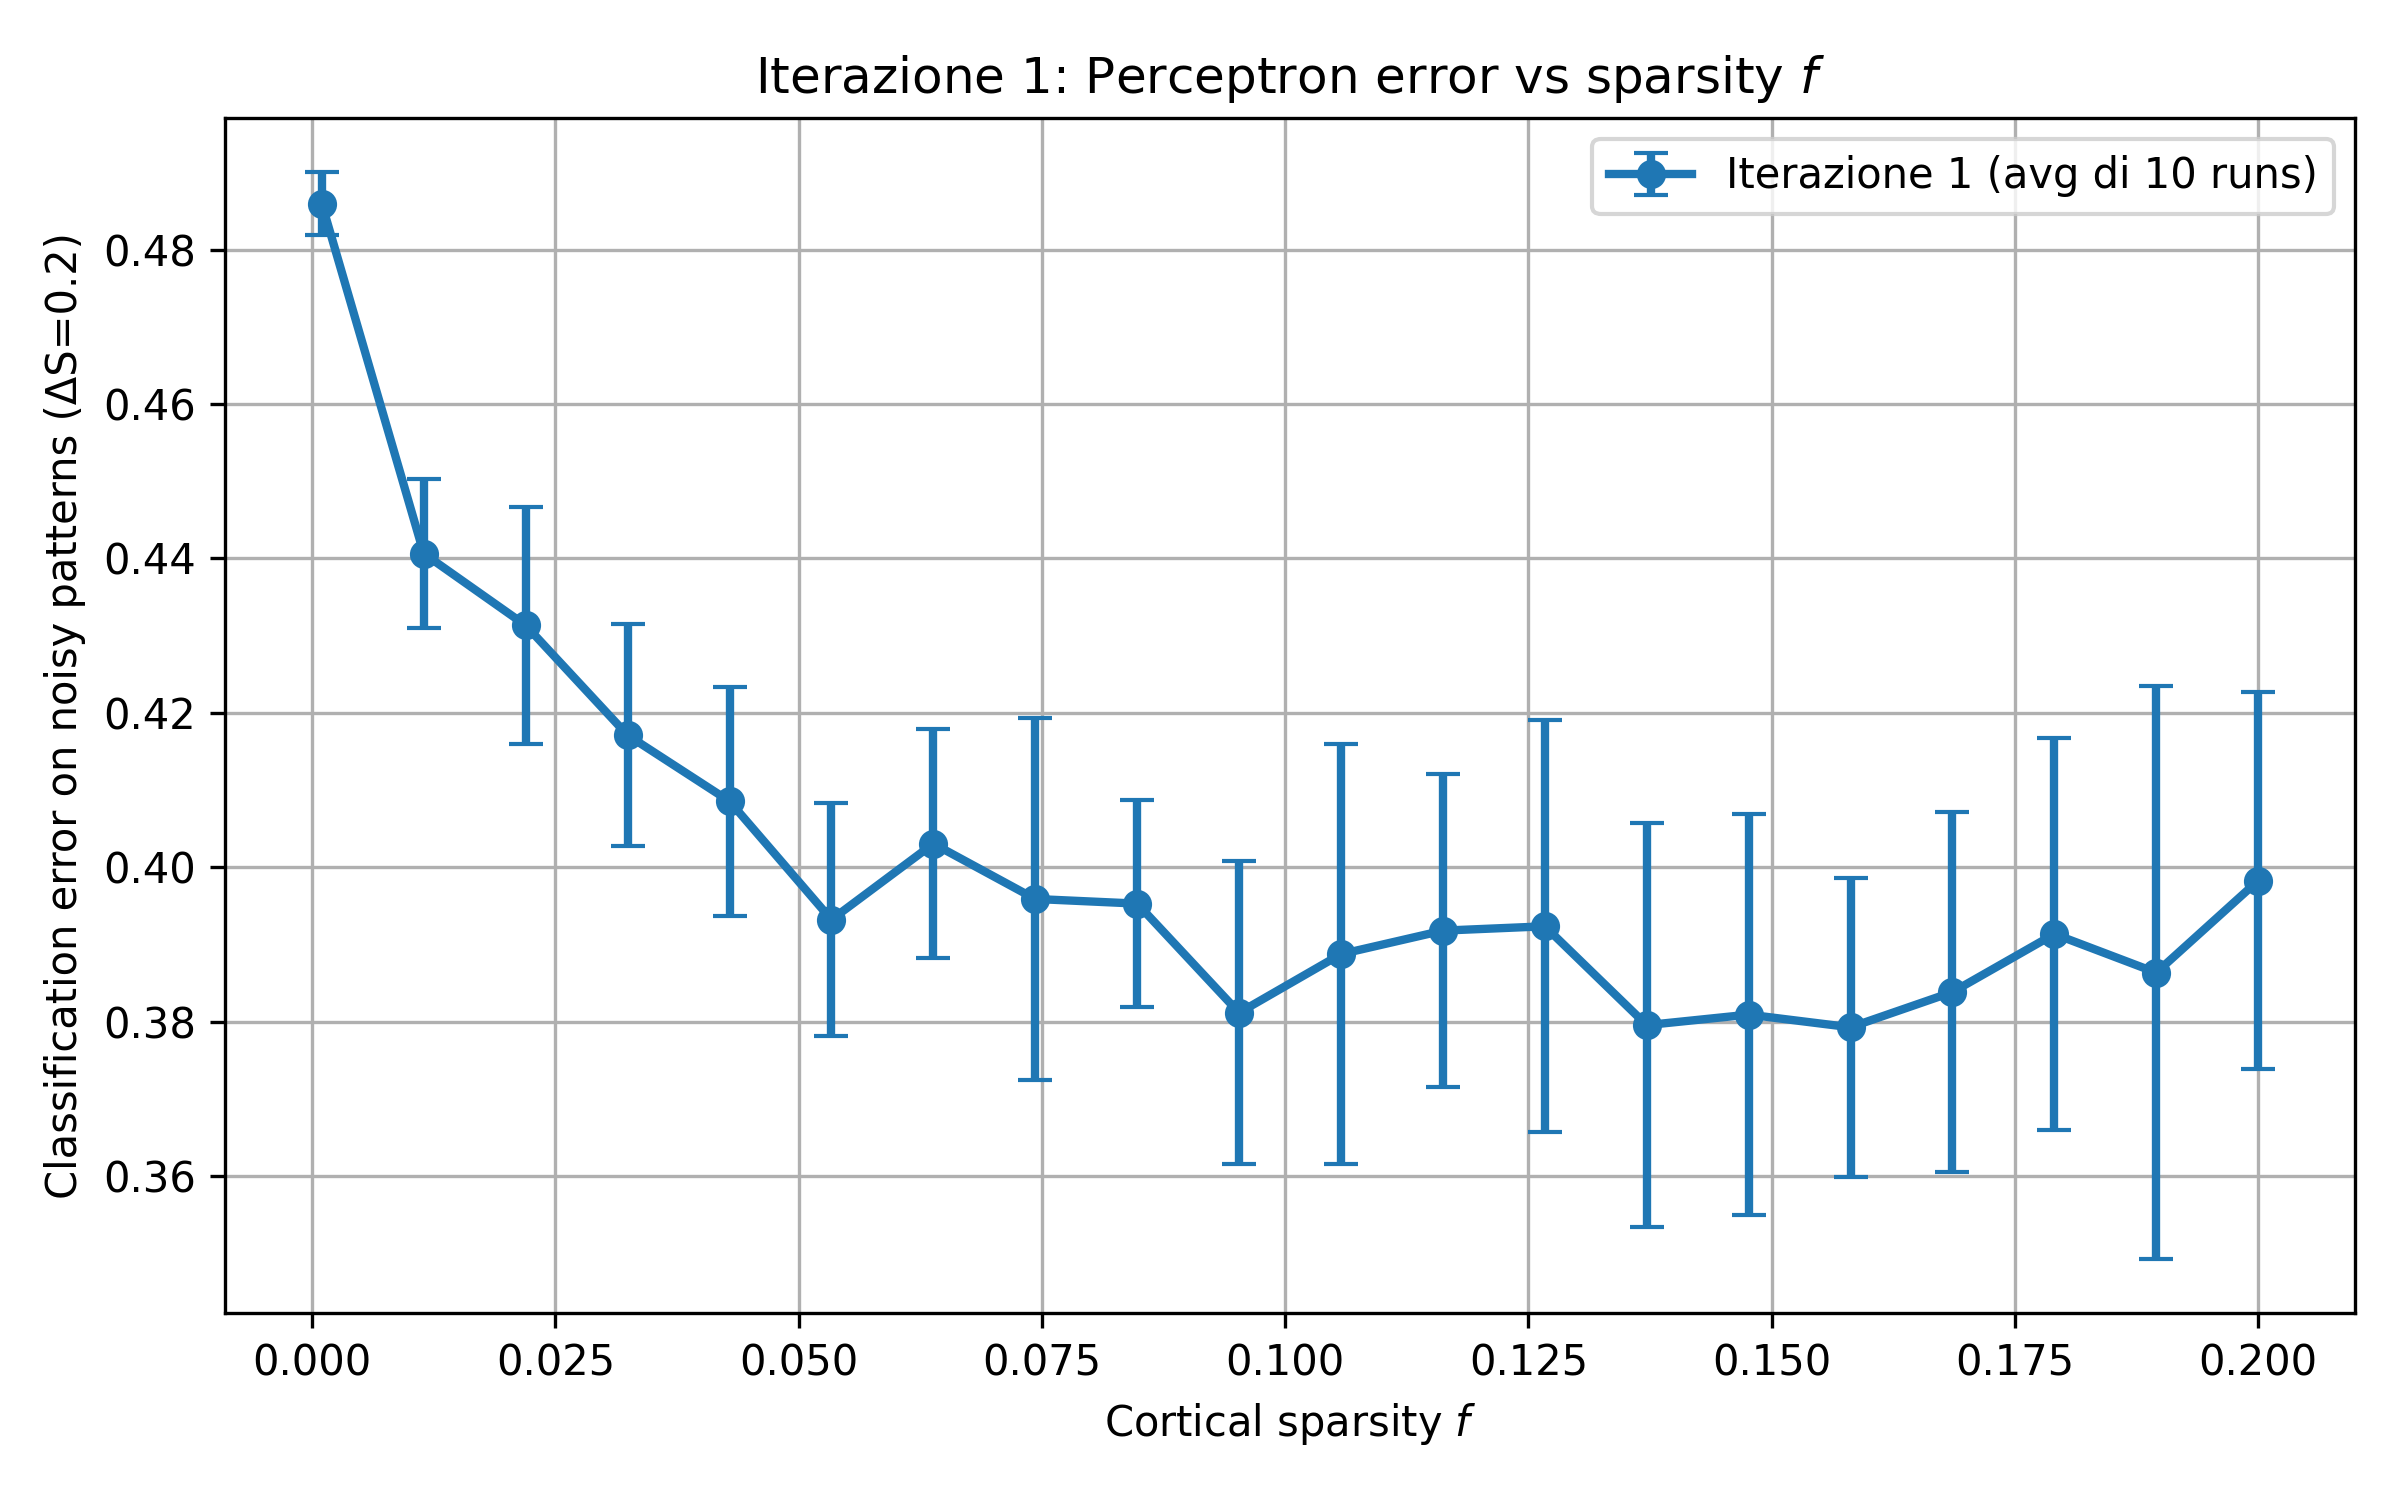 Iterazione 1: Perceptron error vs sparsity f
Iterazione 1 (avg di 10 runs)
Classification error on noisy patterns (ΔS=0.2)
0.48
0.46
0.44
0.42
0.40
0.38
0.36
0.000 0.025 0.050 0.075 0.100 0.125 0.150 0.175 0.200
Cortical sparsity f